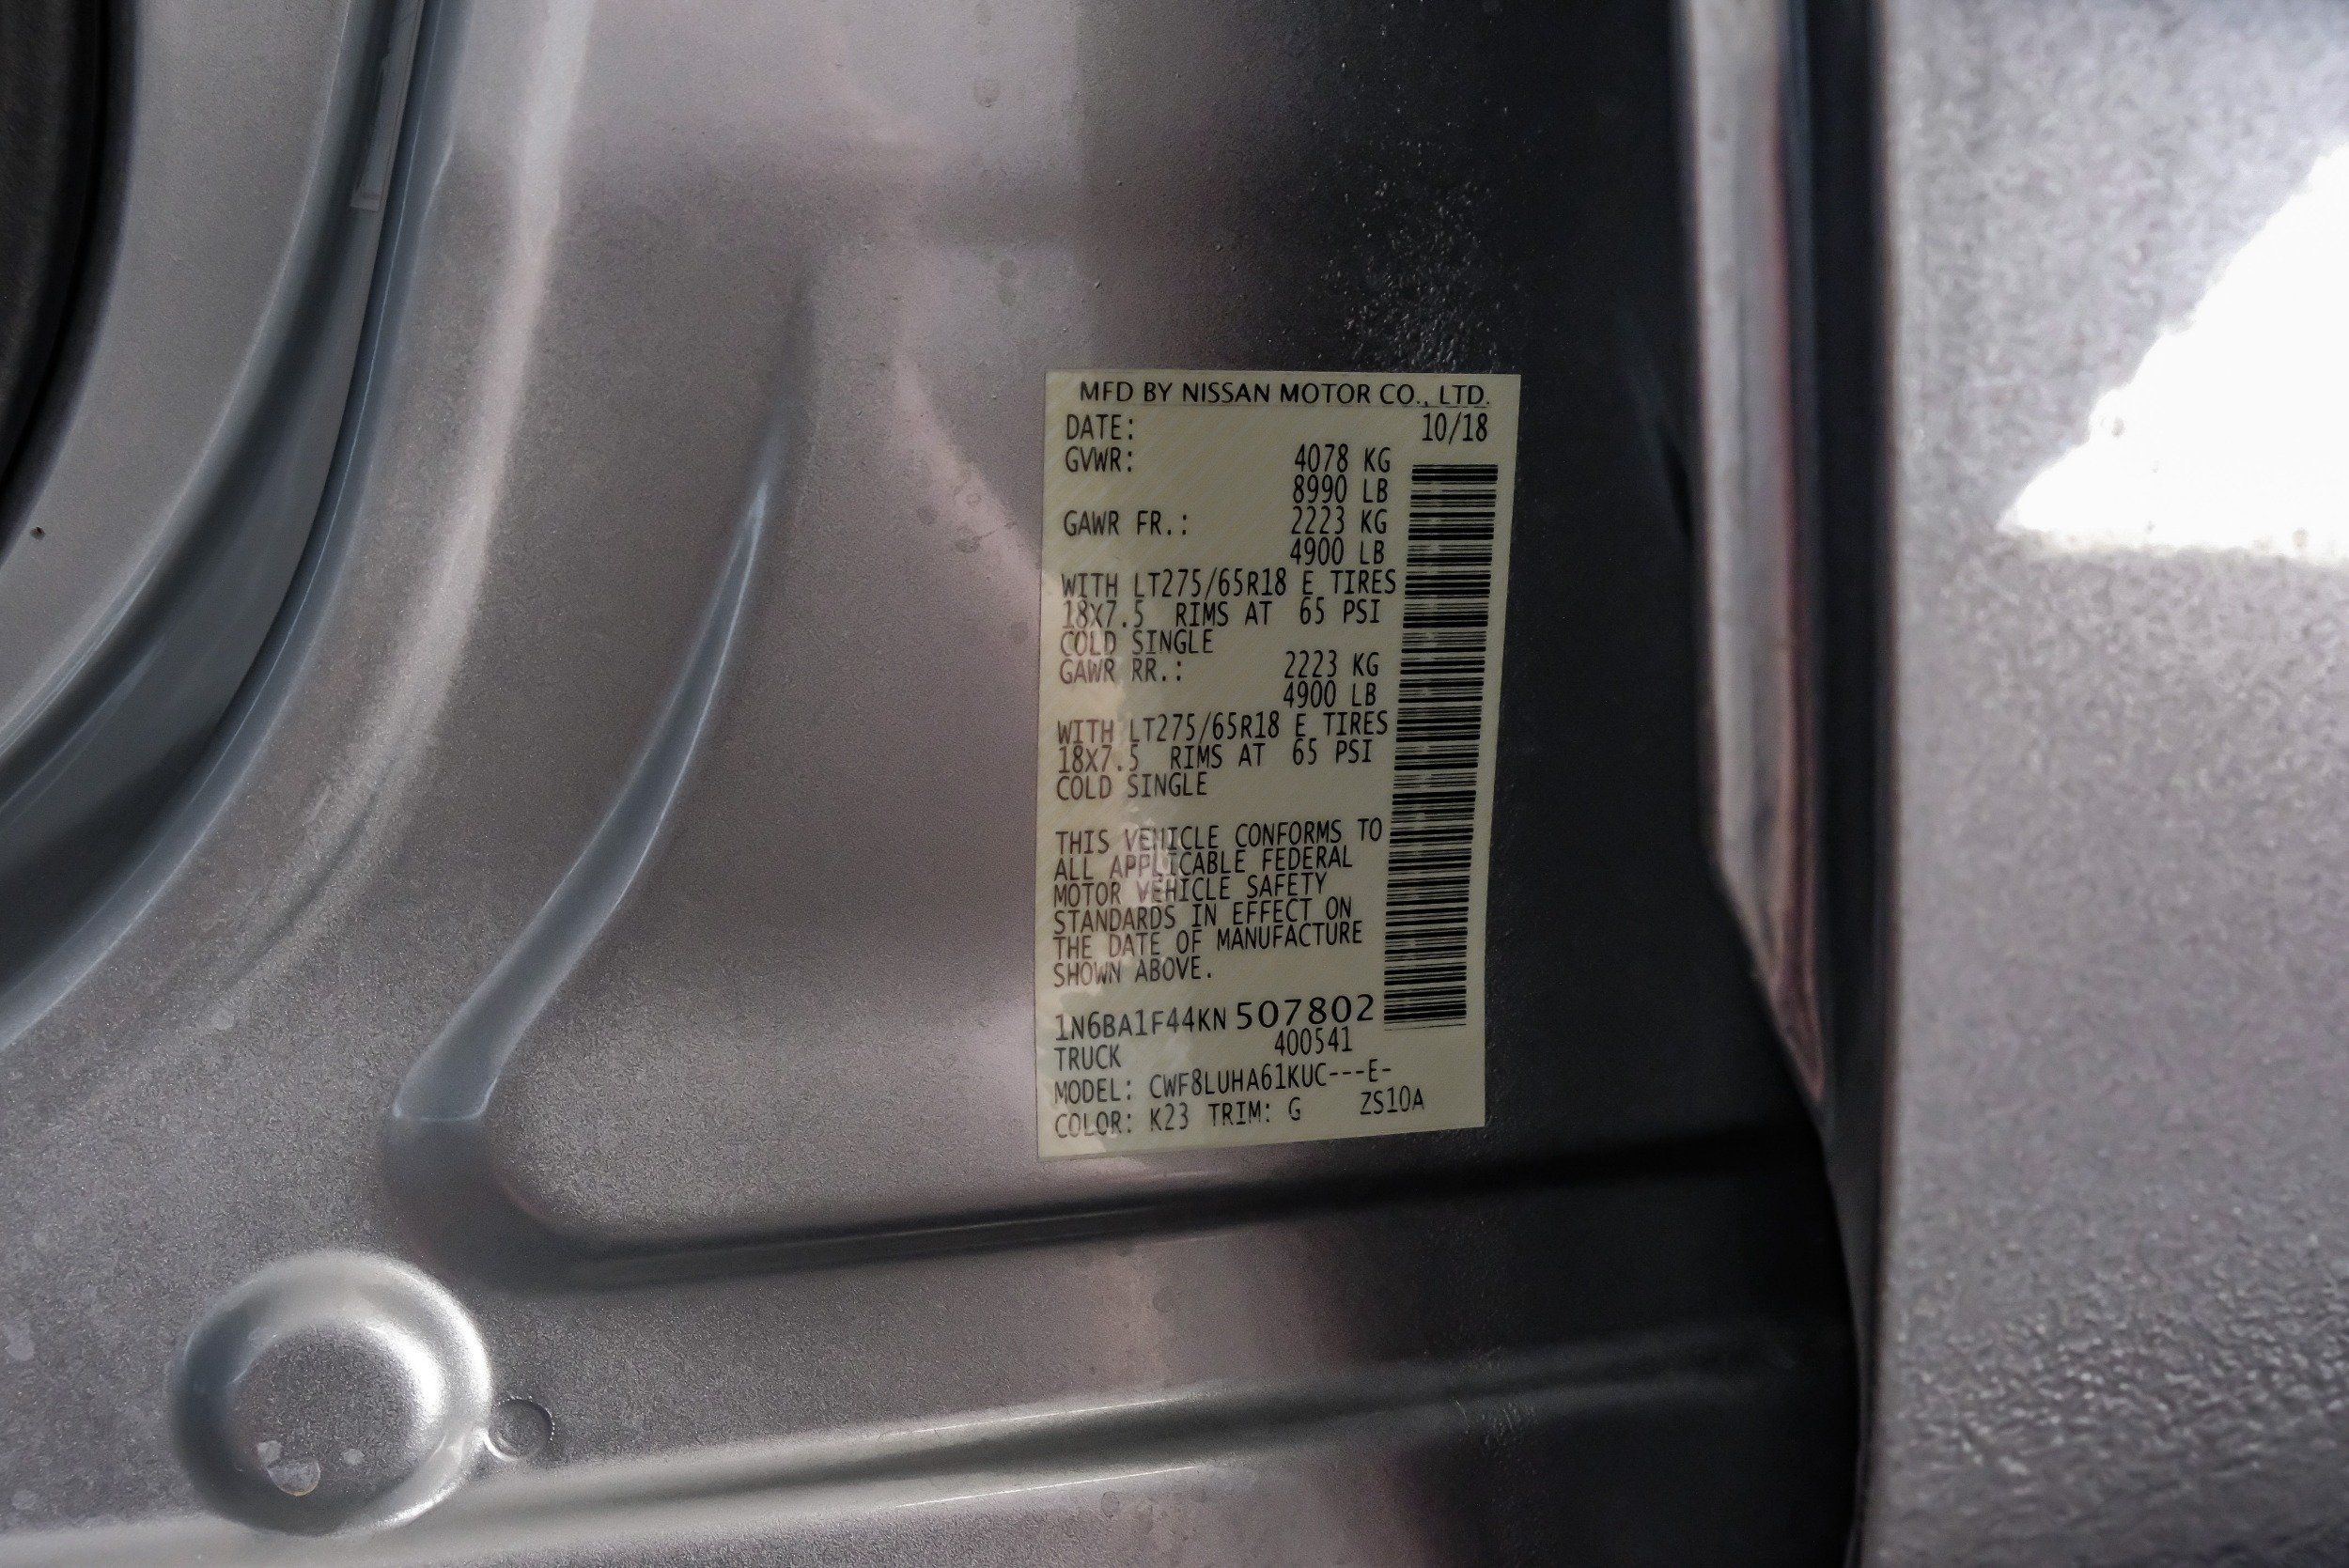 MFD BY NISSAN MOTOR CO., LTD.
DATE: 10/18
GVWR: 4078 KG
8990 LB
GAWR FR.: 2223 KG
4900 LB
WITH LT275/65R18 E TIRES
18X7.5 RIMS AT 65 PSI
COLD SINGLE
GAWR RR.: 2223 KG
4900 LB
WITH LT275/65R18 E TIRES
18X7.5 RIMS AT 65 PSI
COLD SINGLE
THIS VEHICLE CONFORMS TO
ALL APPLICABLE FEDERAL
MOTOR VEHICLE SAFETY
STANDARDS IN EFFECT ON
THE DATE OF MANUFACTURE
SHOWN ABOVE.
1N6BA1F44KN507802
TRUCK 400541
MODEL: CWF8LUHA61KUC---E-
COLOR: K23 TRIM: G ZS10A